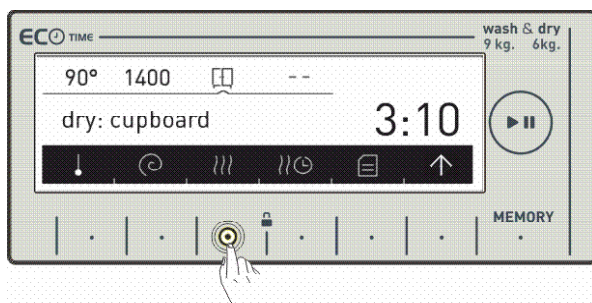 ECO TIME
wash & dry
9 kg. 6kg.
90° 1400 --
dry: cupboard
3:10
MEMORY